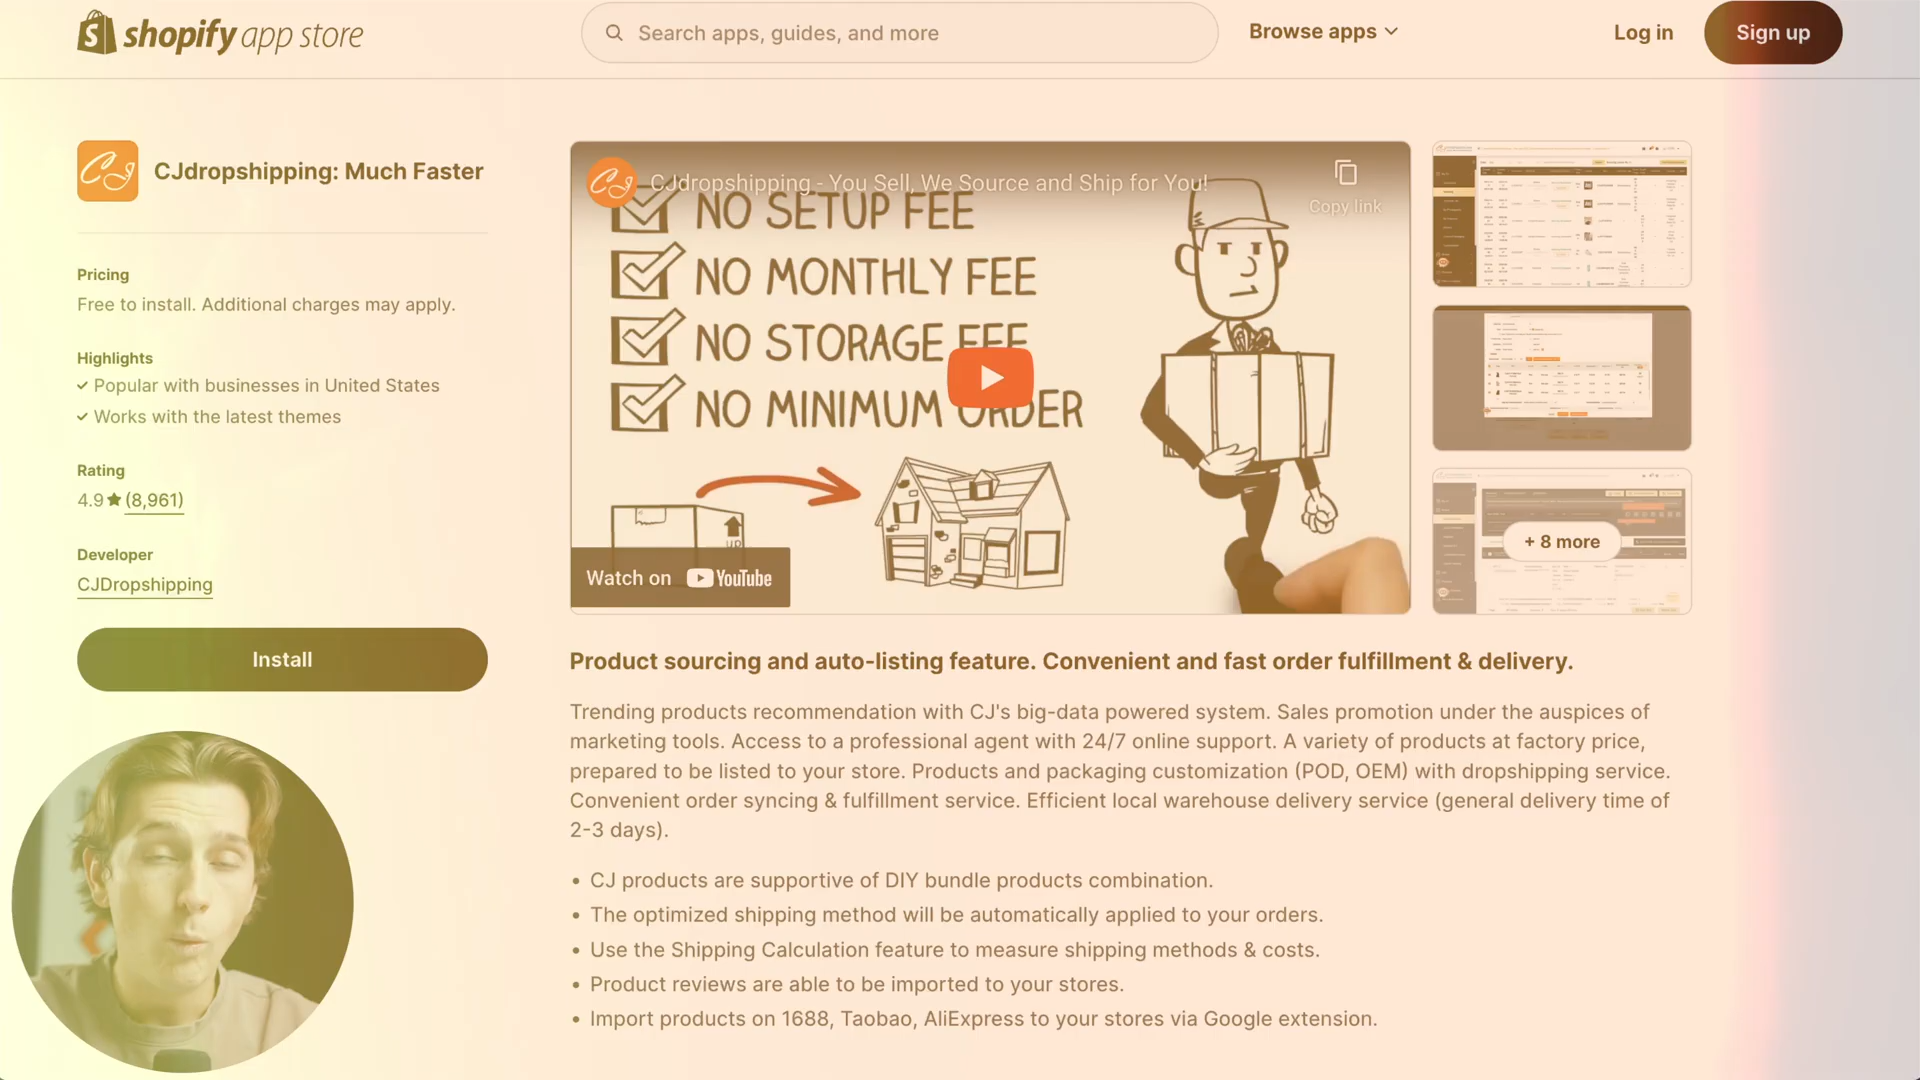 shopify app store
Search apps, guides, and more
Browse apps
Log in
Sign up
CJdropshipping: Much Faster
Pricing
Free to install. Additional charges may apply.
Highlights
Popular with businesses in United States
Works with the latest themes
Rating
4.9 (8,961)
Developer
CJDropshipping
Install
CJdropshipping - You Sell, We Source and Ship for You!
Copy link
NO SETUP FEE
NO MONTHLY FEE
NO STORAGE FEE
NO MINIMUM ORDER
UP
Watch on YouTube
+ 8 more
Product sourcing and auto-listing feature. Convenient and fast order fulfillment & delivery.
Trending products recommendation with CJ's big-data powered system. Sales promotion under the auspices of
marketing tools. Access to a professional agent with 24/7 online support. A variety of products at factory price,
prepared to be listed to your store. Products and packaging customization (POD, OEM) with dropshipping service.
Convenient order syncing & fulfillment service. Efficient local warehouse delivery service (general delivery time of
2-3 days).
• CJ products are supportive of DIY bundle products combination.
• The optimized shipping method will be automatically applied to your orders.
• Use the Shipping Calculation feature to measure shipping methods & costs.
• Product reviews are able to be imported to your stores.
• Import products on 1688, Taobao, AliExpress to your stores via Google extension.